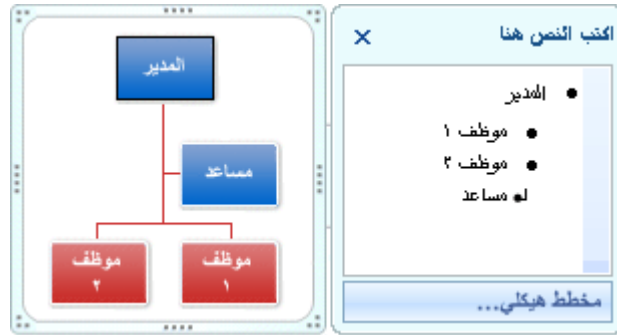 اكتب النص هنا
المدير
موظف ١
موظف ٢
مساعد
مخطط هيكلي...
المدير
مساعد
موظف
١
موظف
٢